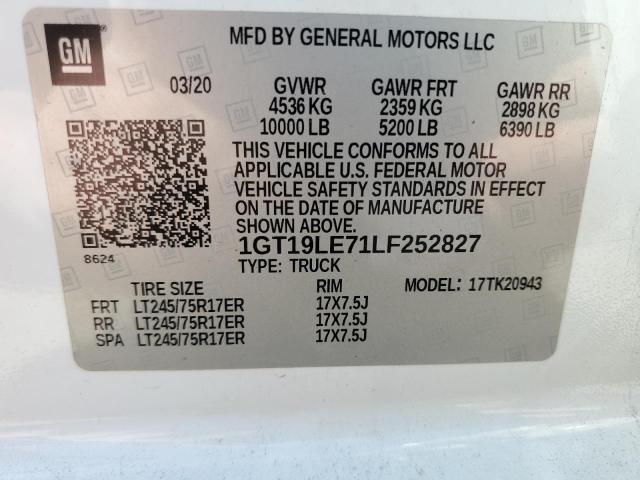 GM
MFD BY GENERAL MOTORS LLC
03/20 GVWR GAWR FRT GAWR RR
4536 KG 2359 KG 2898 KG
10000 LB 5200 LB 6390 LB
THIS VEHICLE CONFORMS TO ALL
APPLICABLE U.S. FEDERAL MOTOR
VEHICLE SAFETY STANDARDS IN EFFECT
ON THE DATE OF MANUFACTURE
SHOWN ABOVE.
8624
1GT19LE71LF252827
TYPE: TRUCK
TIRE SIZE RIM MODEL: 17TK20943
FRT LT245/75R17ER 17X7.5J
RR LT245/75R17ER 17X7.5J
SPA LT245/75R17ER 17X7.5J